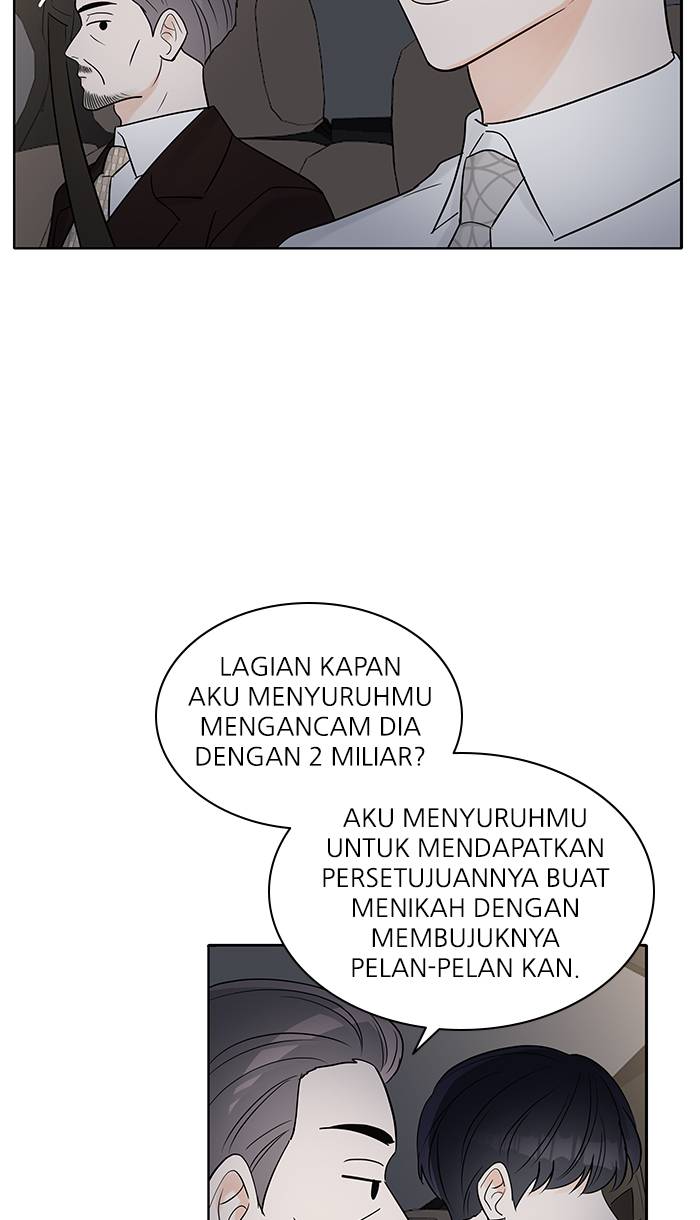 LAGIAN KAPAN
AKU MENYURUHMU
MENGANCAM DIA
DENGAN 2 MILIAR?
AKU MENYURUHMU
UNTUK MENDAPATKAN
PERSETUJUANNYA BUAT
MENIKAH DENGAN
MEMBUJUKNYA
PELAN-PELAN KAN.